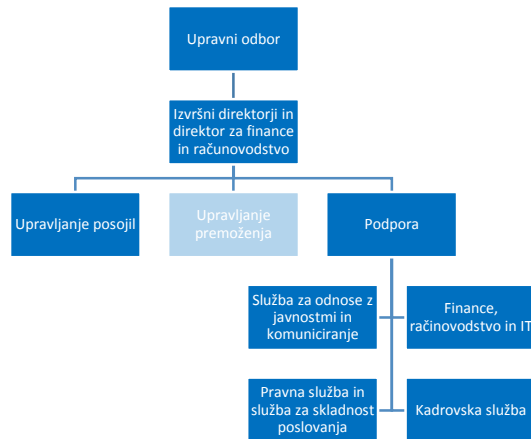 Upravni odbor
Izvršni direktorji in
direktor za finance
in računovodstvo
Upravljanje posojil
Upravljanje
premoženja
Podpora
Služba za odnose z
javnostmi in
komuniciranje
Finance,
račinovodstvo in IT
Pravna služba in
služba za skladnost
poslovanja
Kadrovska služba